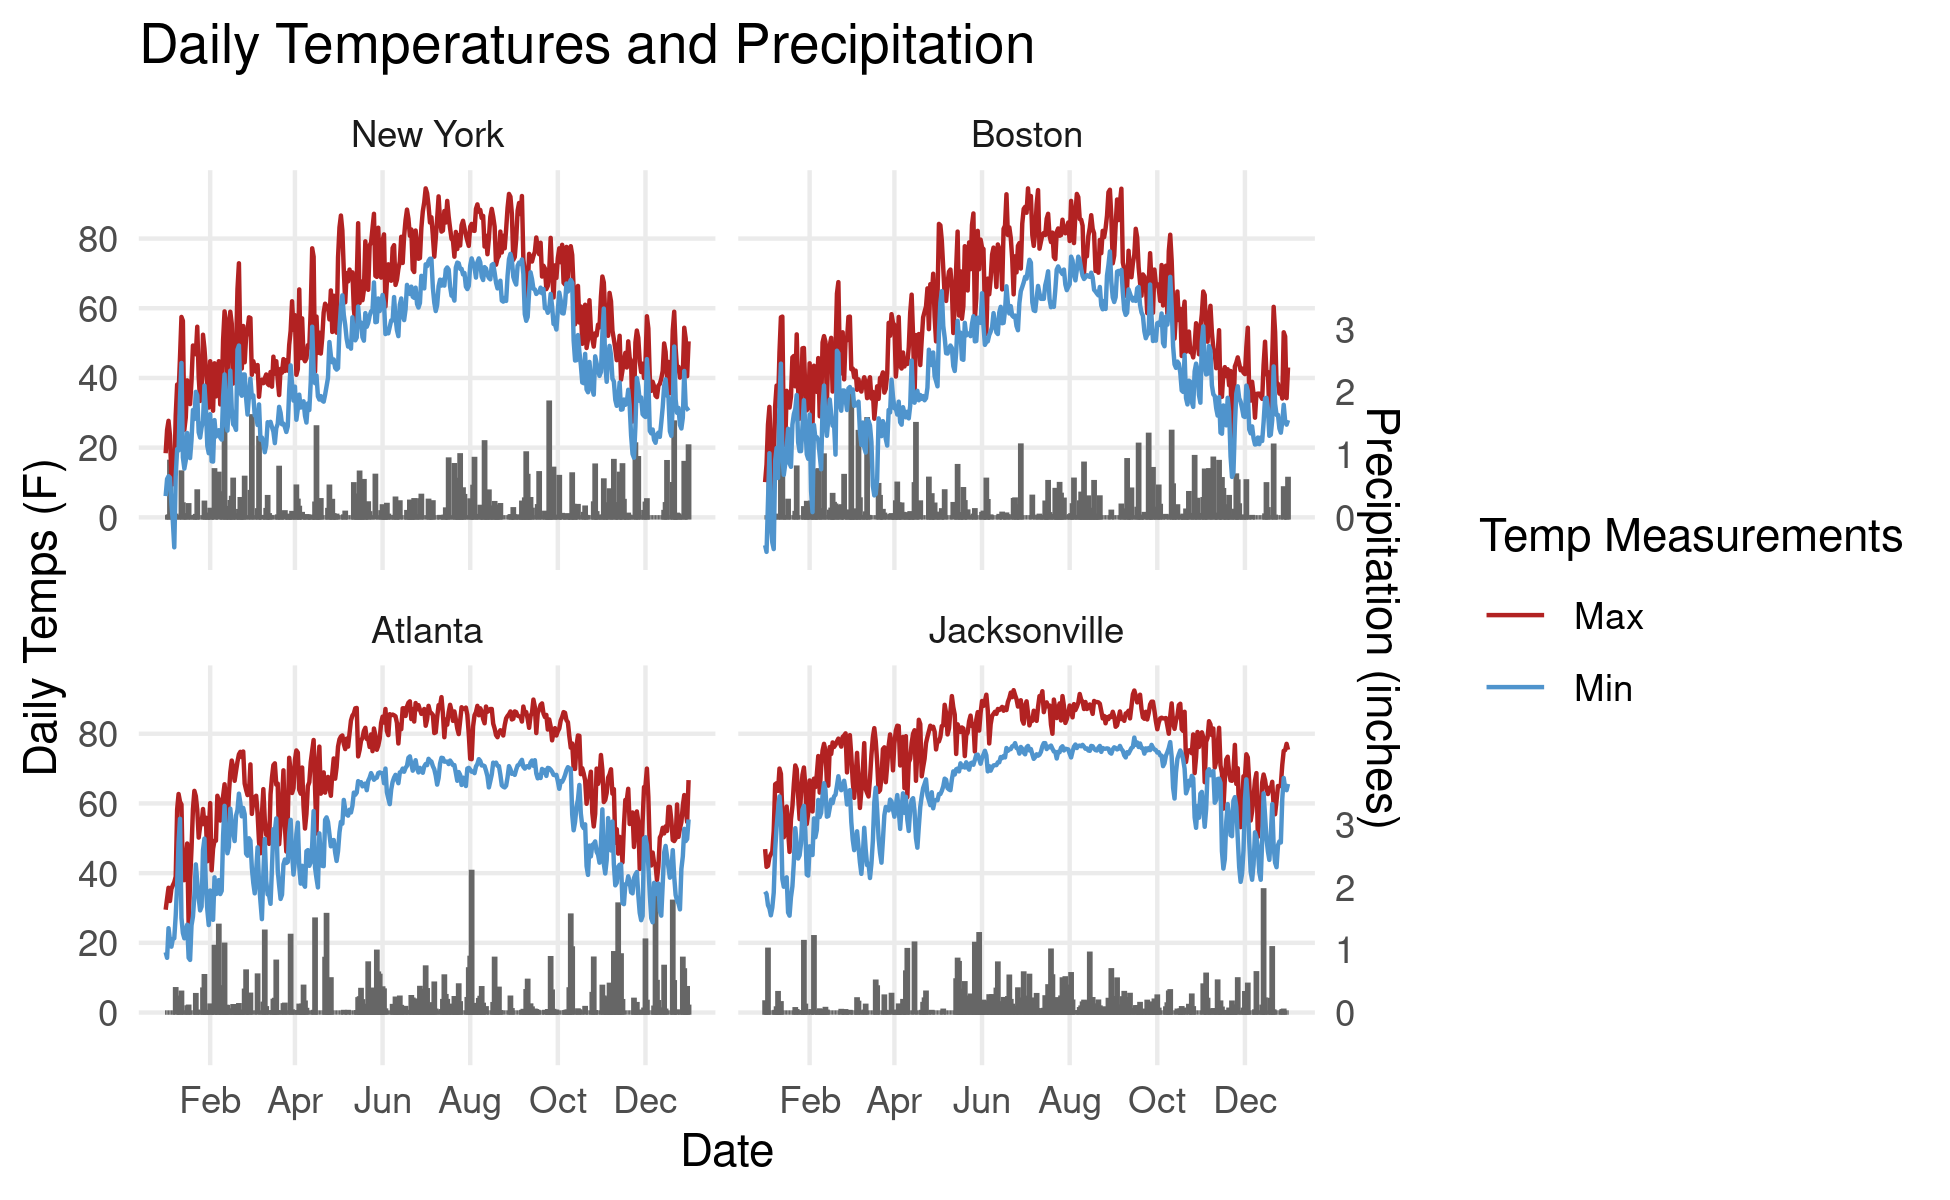 Daily Temperatures and Precipitation
New York
Boston
80
60
40
20
0
3
2
1
0
Daily Temps (F)
Precipitation (inches)
Temp Measurements
Max
Min
Atlanta
Jacksonville
80
60
40
20
0
3
2
1
0
Feb Apr Jun Aug Oct Dec
Feb Apr Jun Aug Oct Dec
Date